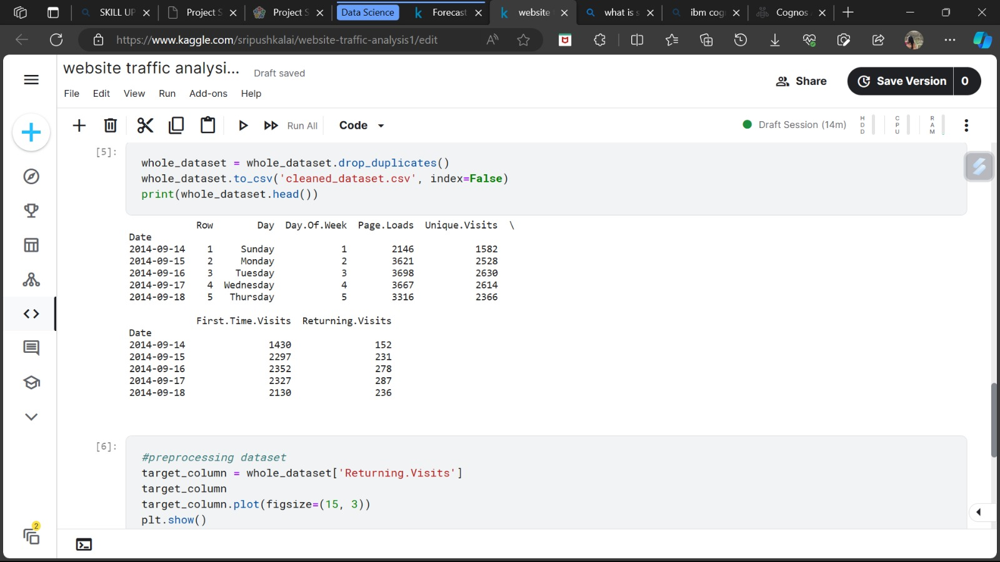 SKILL UP
Project S
Project S
Data Science
Forecast
website
what is s
ibm cog
Cognos
https://www.kaggle.com/sripushkalai/website-traffic-analysis1/edit
website traffic analysi... Draft saved
Share
Save Version 0
File Edit View Run Add-ons Help
Run All Code
Draft Session (14m) HDD CPU RAM
[5]:
whole_dataset = whole_dataset.drop_duplicates()
whole_dataset.to_csv('cleaned_dataset.csv', index=False)
print(whole_dataset.head())
Row Day Day.Of.Week Page.Loads Unique.Visits \
Date
2014-09-14 1 Sunday 1 2146 1582
2014-09-15 2 Monday 2 3621 2528
2014-09-16 3 Tuesday 3 3698 2630
2014-09-17 4 Wednesday 4 3667 2614
2014-09-18 5 Thursday 5 3316 2366
First.Time.Visits Returning.Visits
Date
2014-09-14 1430 152
2014-09-15 2297 231
2014-09-16 2352 278
2014-09-17 2327 287
2014-09-18 2130 236
[6]:
#preprocessing dataset
target_column = whole_dataset['Returning.Visits']
target_column
target_column.plot(figsize=(15, 3))
plt.show()
2